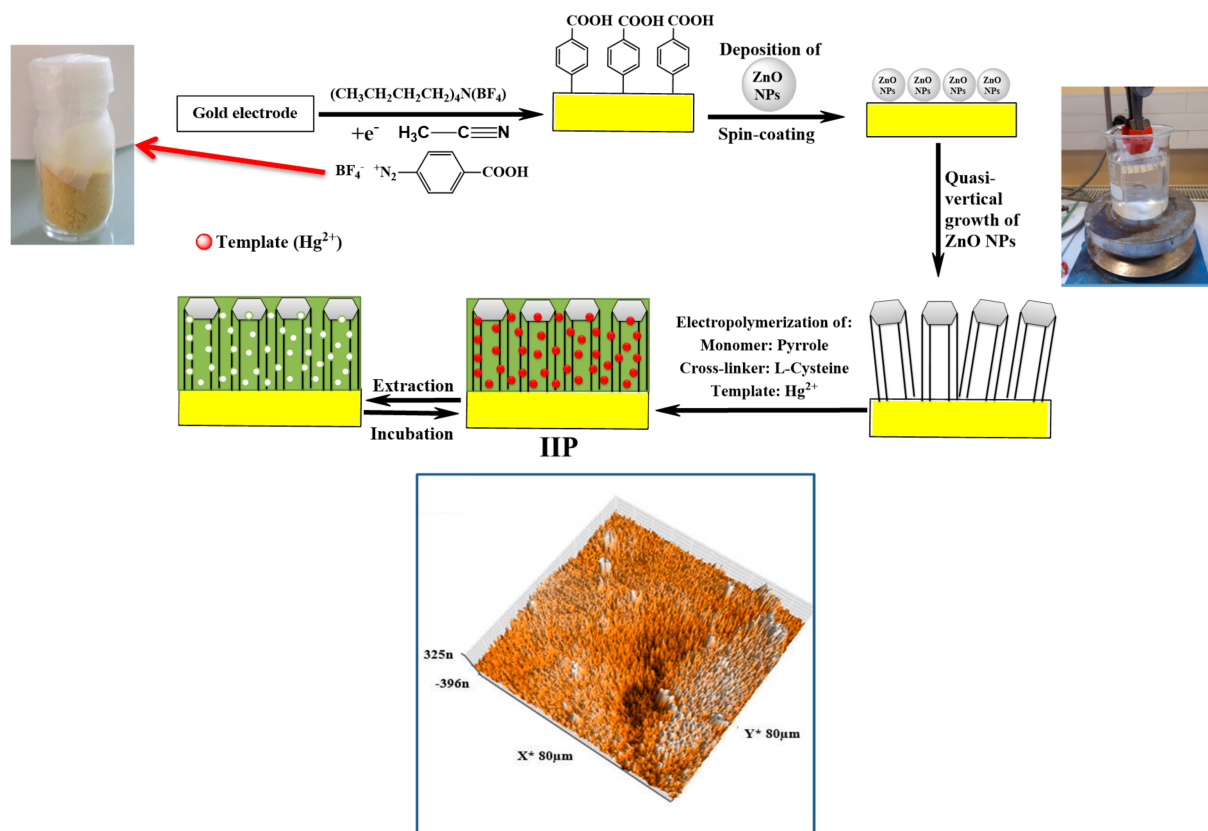 COOH COOH COOH
Deposition of
ZnO
NPs
Spin-coating
ZnO
NPs
ZnO
NPs
ZnO
NPs
ZnO
NPs
Gold electrode
(CH₃CH₂CH₂CH₂)₄N(BF₄)
+e⁻ H₃C—C≡N
BF₄⁻ ⁺N₂ COOH
Quasi-
vertical
growth of
ZnO NPs
Template (Hg²⁺)
Extraction
Incubation
IIP
Electropolymerization of:
Monomer: Pyrrole
Cross-linker: L-Cysteine
Template: Hg²⁺
325n
-396n
X* 80µm
Y* 80µm